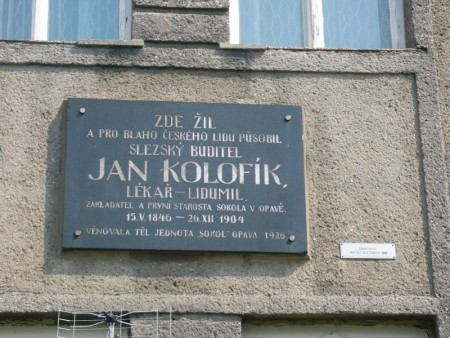 ZDE ŽIL
A PRO BLAHO ČESKÉHO LIDU PŮSOBIL
SLEZSKÝ BUDITEL
JAN KOLOFÍK,
LÉKAŘ – LIDUMIL,
ZAKLADATEL A PRVNÍ STAROSTA SOKOLA V OPAVĚ.
15.V. 1846 – 26.XII 1904
VĚNOVALA TĚL. JEDNOTA „SOKOL" OPAVA 1926